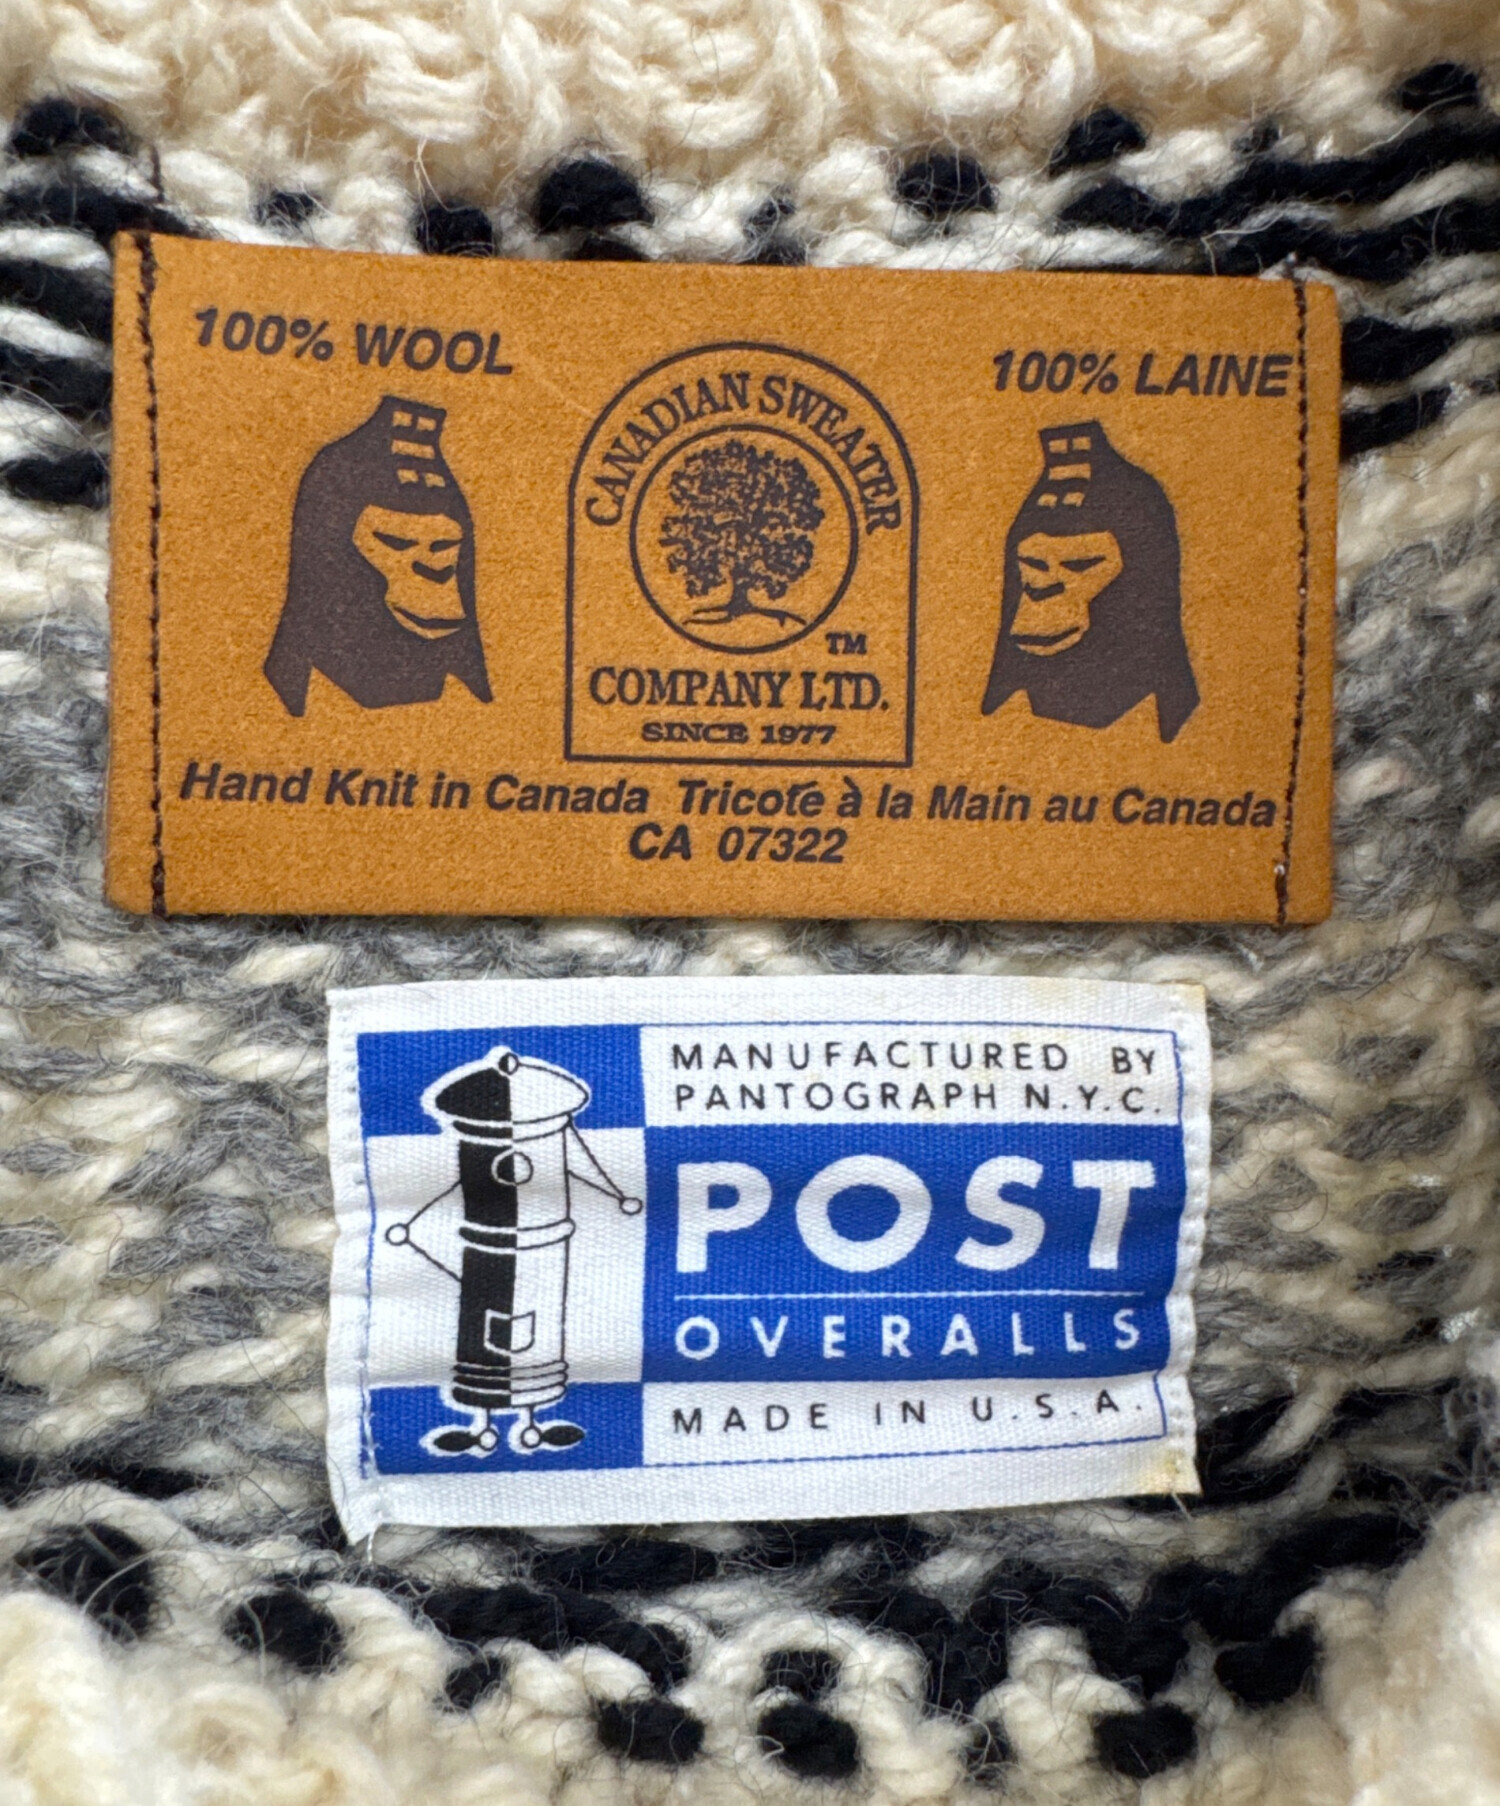 100% WOOL
100% LAINE
CANADIAN SWEATER
TM
COMPANY LTD.
SINCE 1977
Hand Knit in Canada Tricoté à la Main au Canada
CA 07322
MANUFACTURED BY
PANTOGRAPH N.Y.C.
POST
OVERALLS
MADE IN U.S.A.